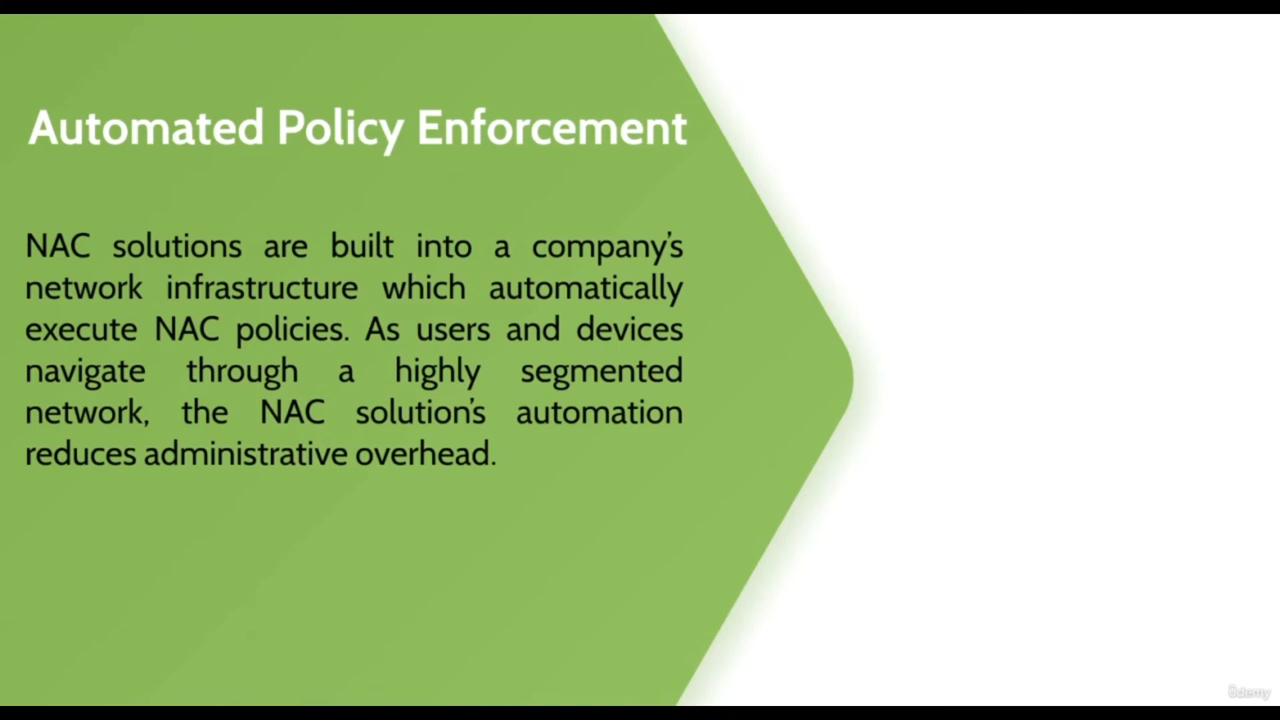 Automated Policy Enforcement
NAC solutions are built into a company's
network infrastructure which automatically
execute NAC policies. As users and devices
navigate through a highly segmented
network, the NAC solution's automation
reduces administrative overhead.
ûdemy